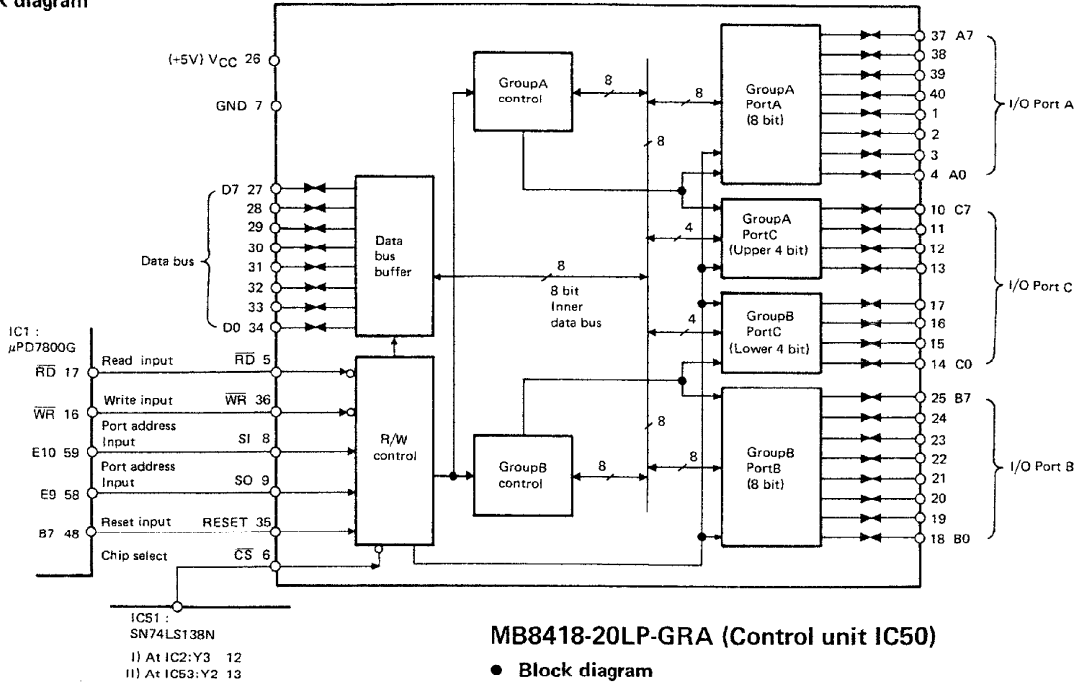 diagram
(+5V) VCC 26
GND 7
D7 27
28
29
30
31
32
33
D0 34
Data bus
Data
bus
buffer
GroupA
control
8
8
8
GroupA
PortA
(8 bit)
37 A7
38
39
40
1
2
3
4 A0
I/O Port A
4
GroupA
PortC
(Upper 4 bit)
10 C7
11
12
13
8
8 bit
Inner
data bus
4
GroupB
PortC
(Lower 4 bit)
17
16
15
14 C0
I/O Port C
IC1 :
µPD7800G
RD 17
Read input
RD 5
WR 16
Write input
WR 36
Port address
Input
E10 59
SI 8
Port address
Input
E9 58
SO 9
B7 48
Reset input
RESET 35
Chip select
CS 6
R/W
control
GroupB
control
8
8
8
GroupB
PortB
(8 bit)
25 B7
24
23
22
21
20
19
18 B0
I/O Port B
IC51 :
SN74LS138N
I) At IC2:Y3 12
II) At IC53:Y2 13
MB8418-20LP-GRA (Control unit IC50)
● Block diagram